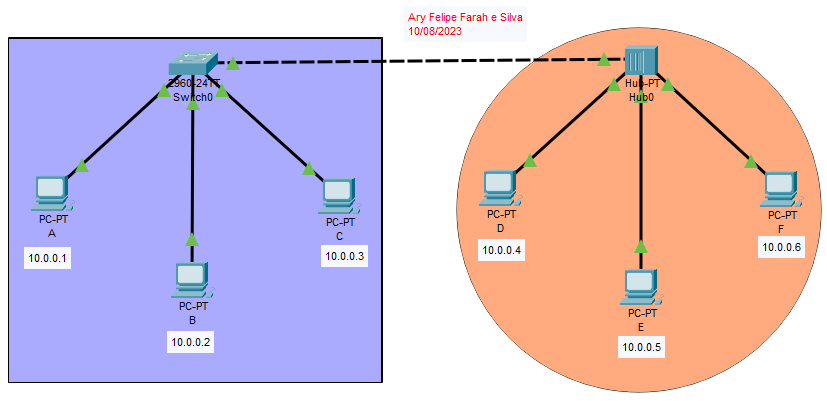 Ary Felipe Farah e Silva
10/08/2023
2960-24TT
Switch0
Hub-PT
Hub0
PC-PT
A
10.0.0.1
PC-PT
B
10.0.0.2
PC-PT
C
10.0.0.3
PC-PT
D
10.0.0.4
PC-PT
E
10.0.0.5
PC-PT
F
10.0.0.6